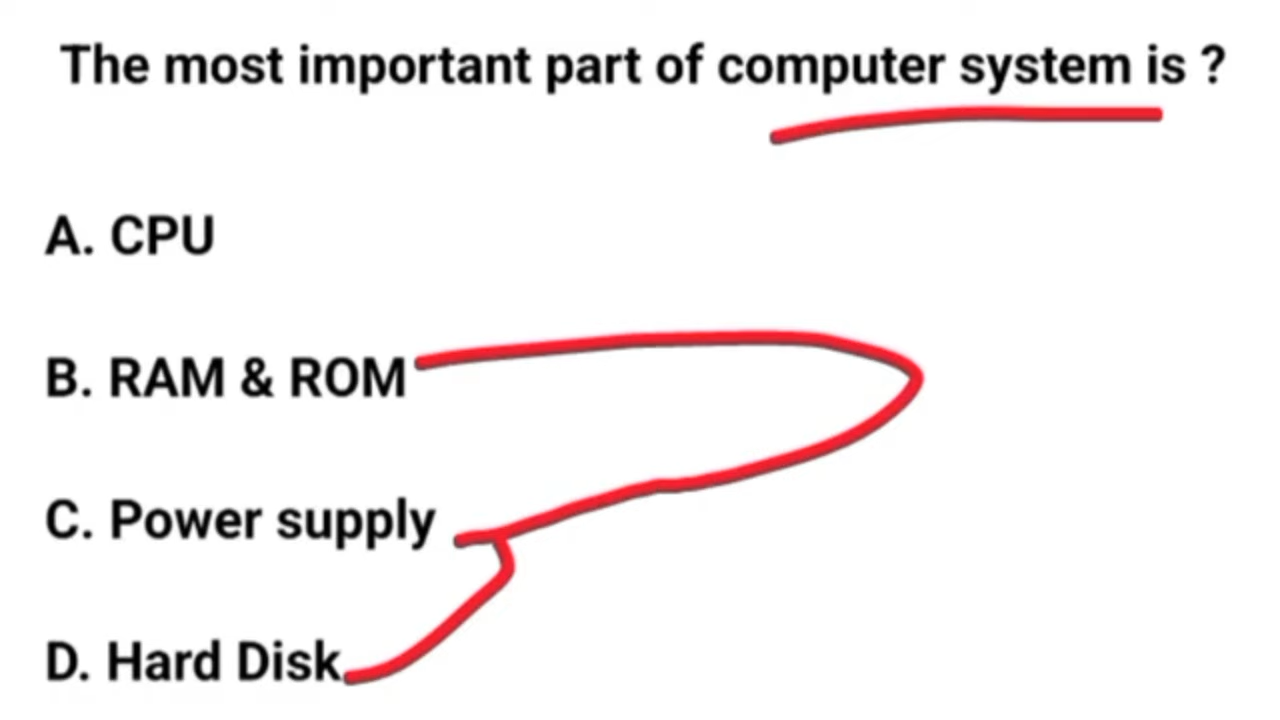 The most important part of computer system is ?
A. CPU
B. RAM & ROM
C. Power supply
D. Hard Disk